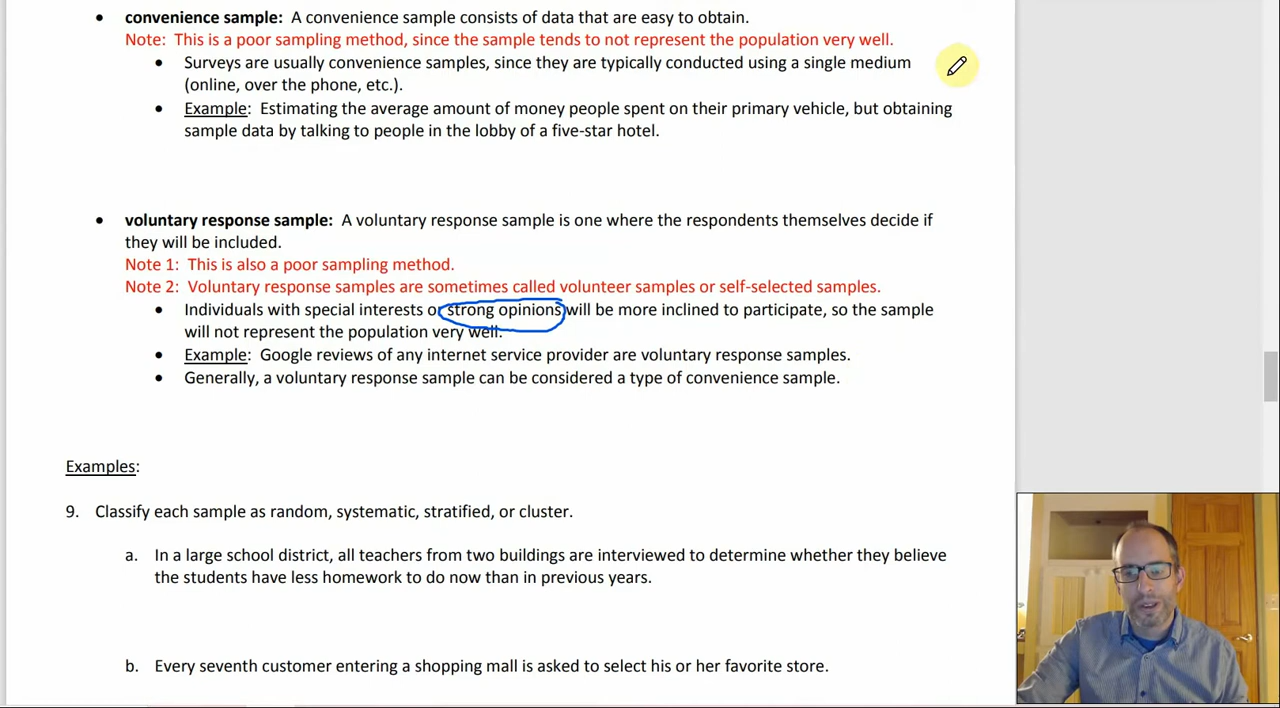 • convenience sample: A convenience sample consists of data that are easy to obtain.
Note: This is a poor sampling method, since the sample tends to not represent the population very well.
• Surveys are usually convenience samples, since they are typically conducted using a single medium
(online, over the phone, etc.).
• Example: Estimating the average amount of money people spent on their primary vehicle, but obtaining
sample data by talking to people in the lobby of a five-star hotel.
• voluntary response sample: A voluntary response sample is one where the respondents themselves decide if
they will be included.
Note 1: This is also a poor sampling method.
Note 2: Voluntary response samples are sometimes called volunteer samples or self-selected samples.
• Individuals with special interests or strong opinions will be more inclined to participate, so the sample
will not represent the population very well.
• Example: Google reviews of any internet service provider are voluntary response samples.
• Generally, a voluntary response sample can be considered a type of convenience sample.
Examples:
9. Classify each sample as random, systematic, stratified, or cluster.
a. In a large school district, all teachers from two buildings are interviewed to determine whether they believe
the students have less homework to do now than in previous years.
b. Every seventh customer entering a shopping mall is asked to select his or her favorite store.